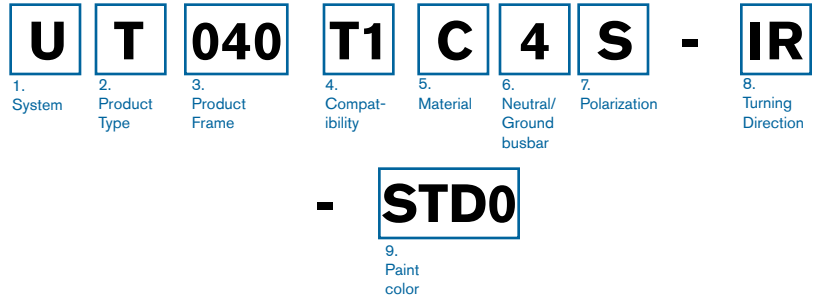 U T 040 T1 C 4 S - IR
1. 2. 3. 4. 5. 6. 7. 8.
System Product Product Compat- Material Neutral/ Polarization Turning
Type Frame ibility Ground Direction
busbar
- STD0
9.
Paint
color